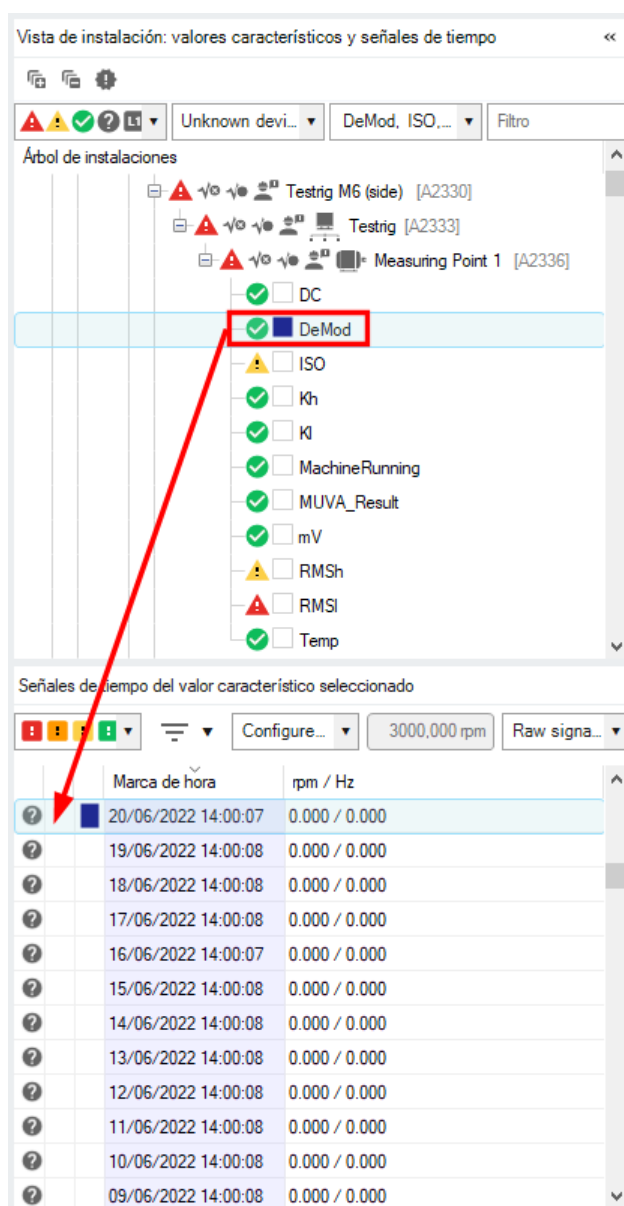 Vista de instalación: valores característicos y señales de tiempo
Unknown devi... DeMod, ISO,... Filtro
Árbol de instalaciones
Testrig M6 (side) [A2330]
Testrig [A2333]
Measuring Point 1 [A2336]
DC
DeMod
ISO
Kh
Kl
MachineRunning
MUVA_Result
mV
RMSh
RMSl
Temp
Señales de tiempo del valor característico seleccionado
Configure... 3000,000 rpm Raw signa...
Marca de hora rpm / Hz
20/06/2022 14:00:07 0.000 / 0.000
19/06/2022 14:00:08 0.000 / 0.000
18/06/2022 14:00:08 0.000 / 0.000
17/06/2022 14:00:08 0.000 / 0.000
16/06/2022 14:00:07 0.000 / 0.000
15/06/2022 14:00:08 0.000 / 0.000
14/06/2022 14:00:08 0.000 / 0.000
13/06/2022 14:00:08 0.000 / 0.000
12/06/2022 14:00:08 0.000 / 0.000
11/06/2022 14:00:08 0.000 / 0.000
10/06/2022 14:00:08 0.000 / 0.000
09/06/2022 14:00:08 0.000 / 0.000